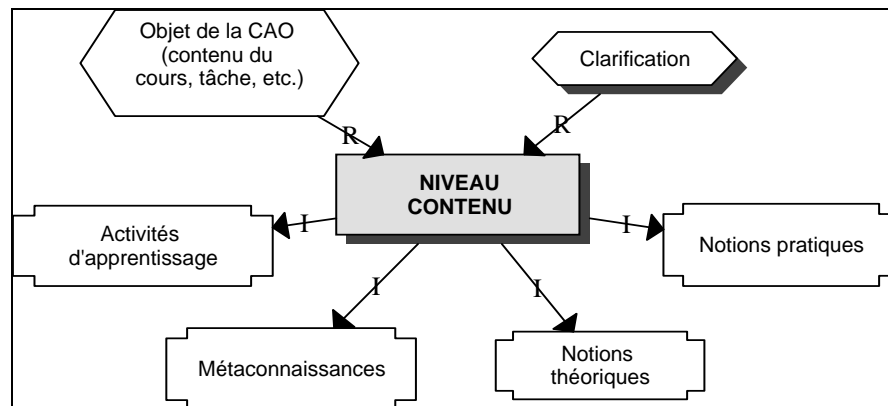 Objet de la CAO
(contenu du
cours, tâche, etc.)
Clarification
R
R
NIVEAU
CONTENU
Activités
d'apprentissage
I
I
Notions pratiques
I
I
Métaconnaissances
Notions
théoriques